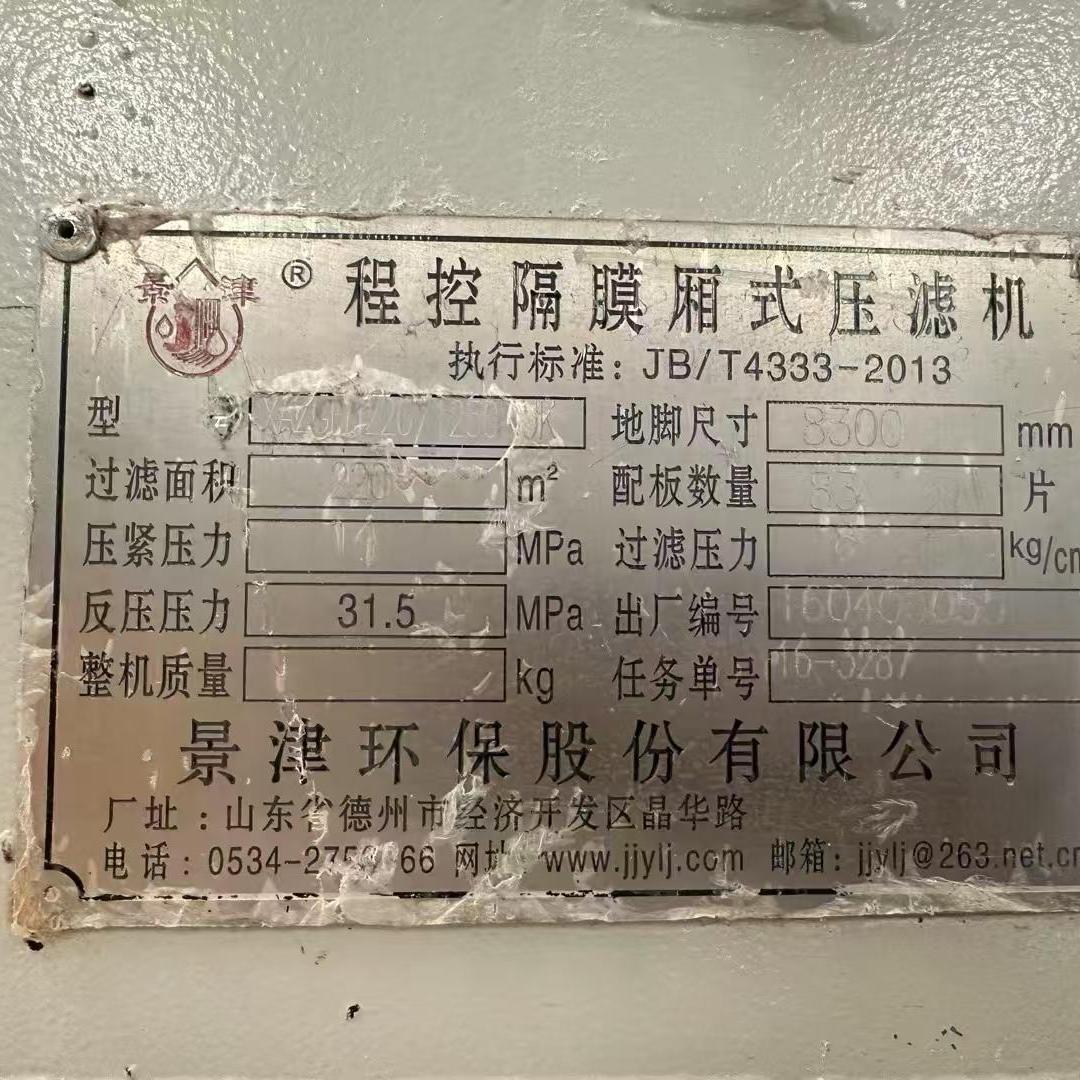 景津 ® 程控隔膜厢式压滤机
执行标准：JB/T4333-2013
型号 地脚尺寸 8300 mm
过滤面积 220 m² 配板数量 53 片
压紧压力 MPa 过滤压力 kg/cm
反压压力 31.5 MPa 出厂编号
整机质量 kg 任务单号 16-3287
景津环保股份有限公司
厂址：山东省德州市经济开发区晶华路
电话：0534-275 66 网址：www.jjylj.com 邮箱：jjylj@263.net.cn